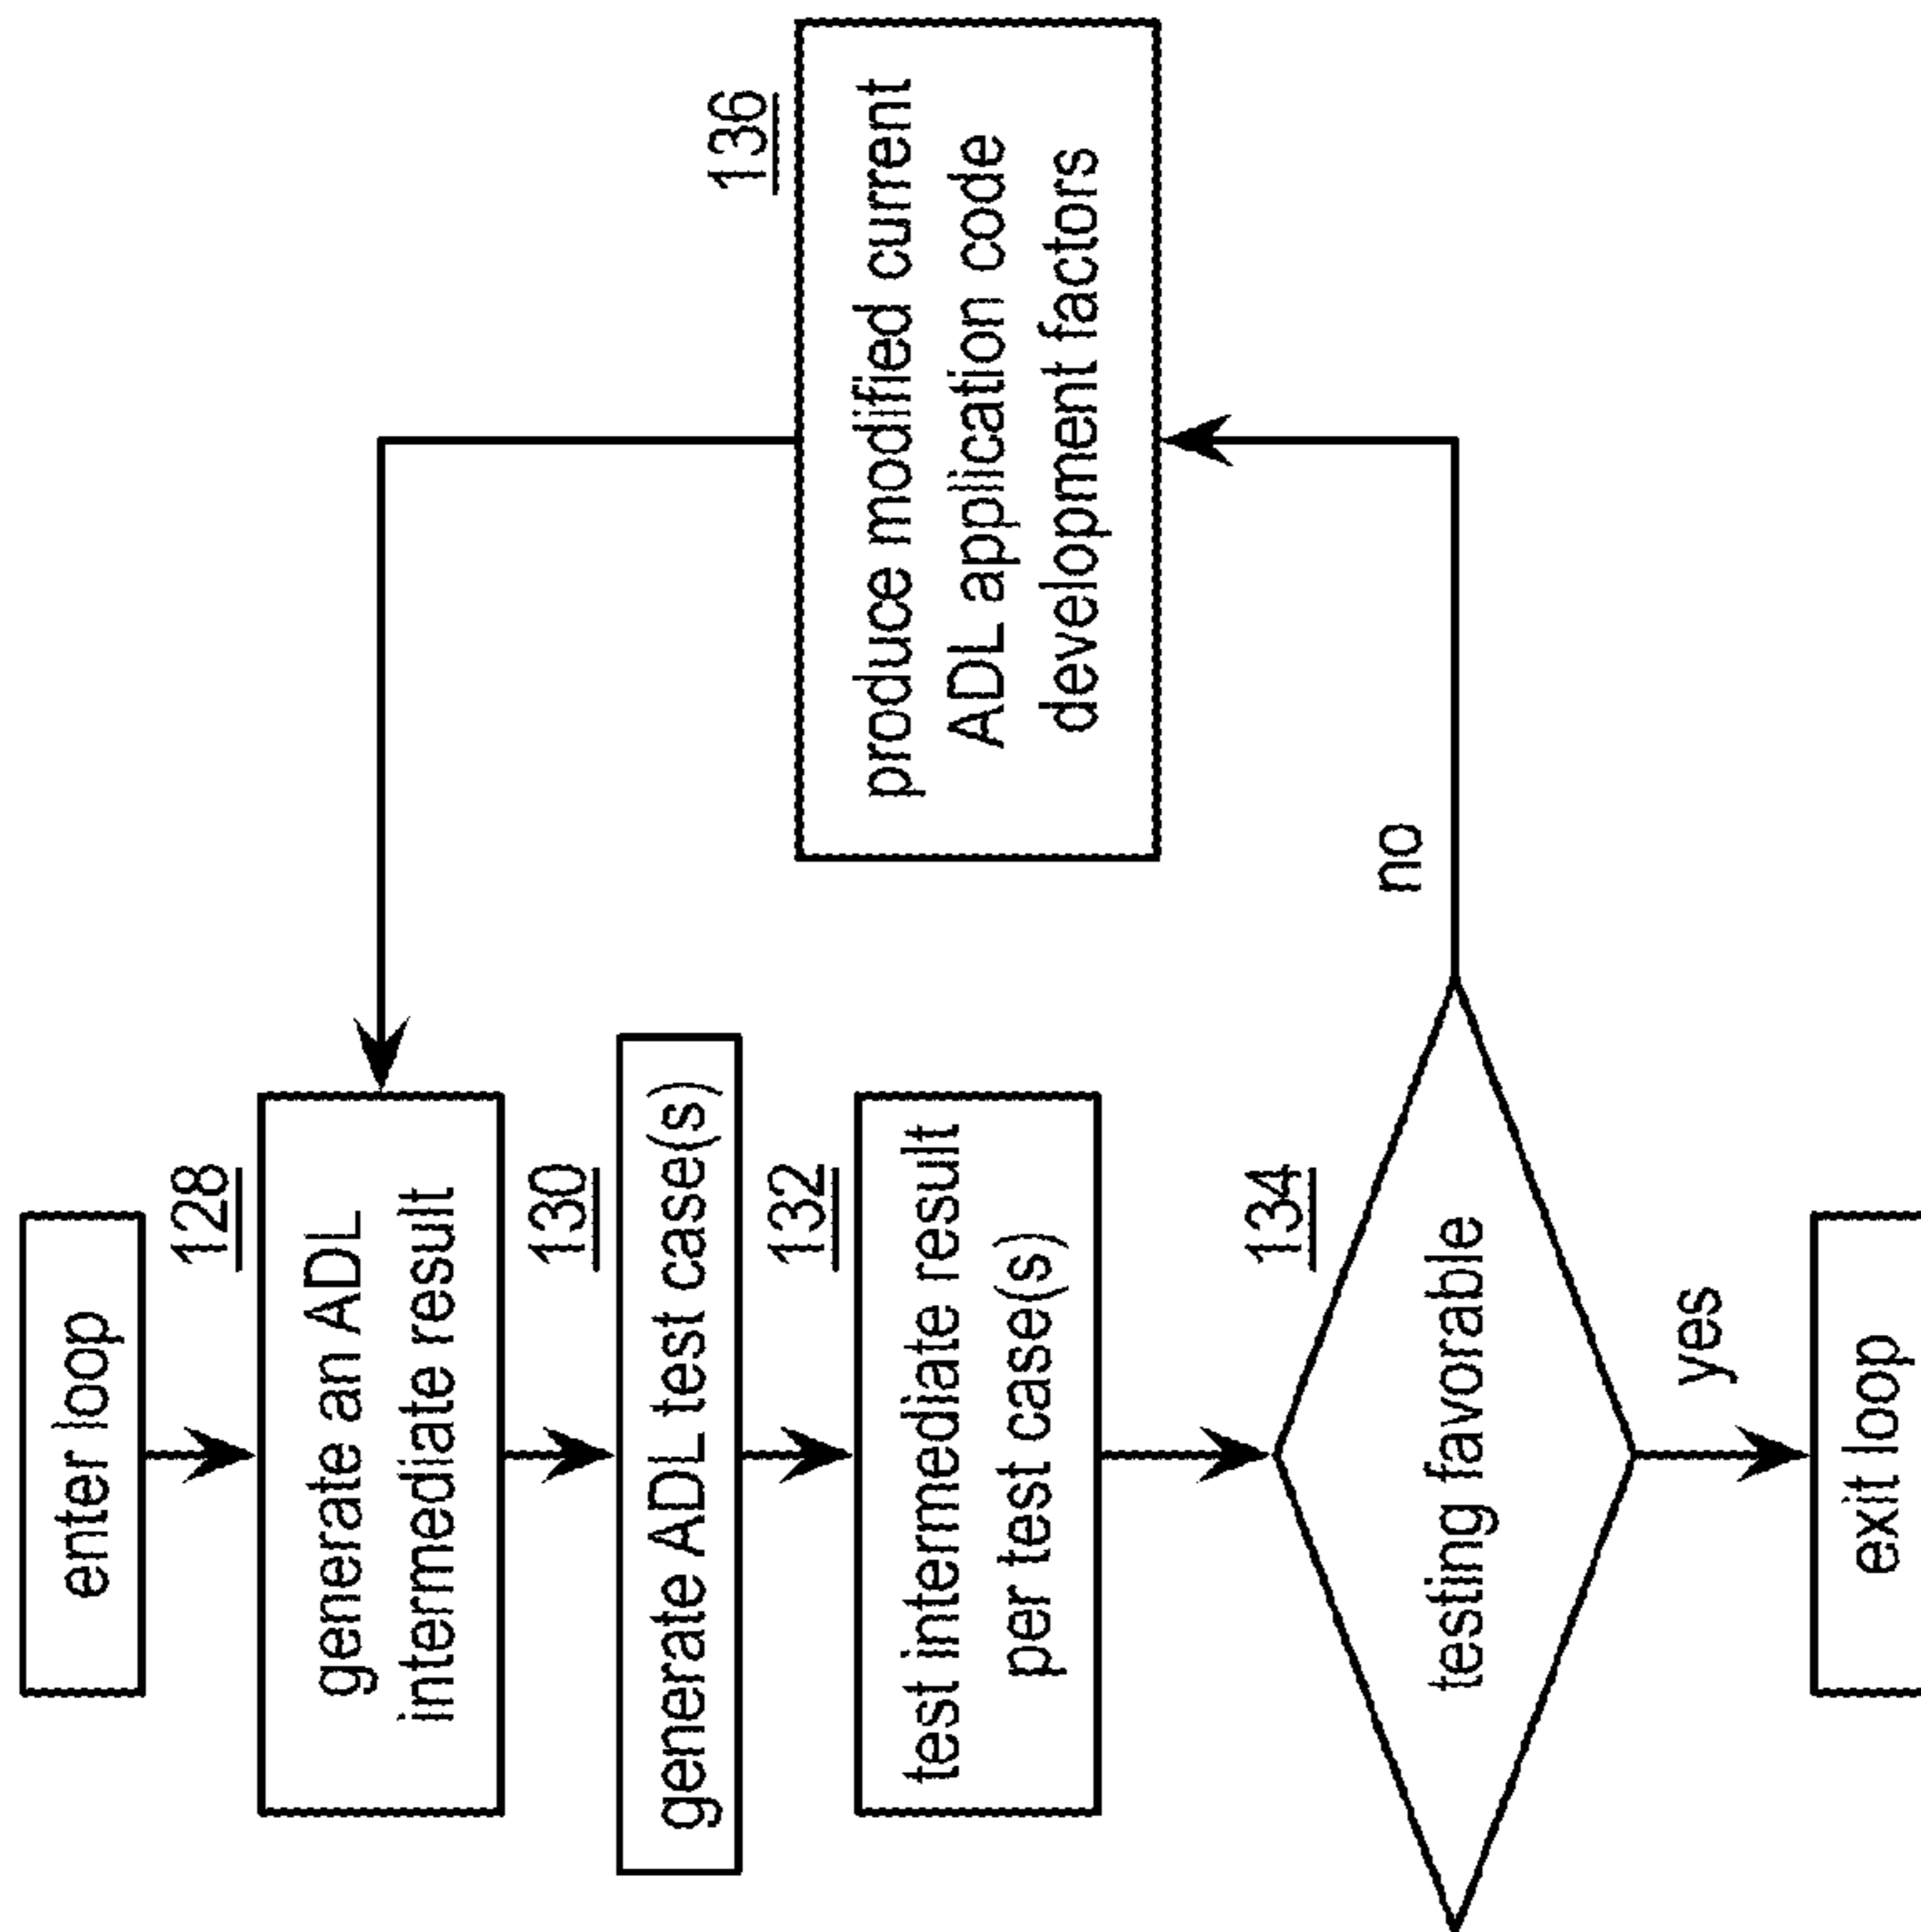 enter loop
128
generate an ADL
intermediate result
130
generate ADL test case(s)
132
test intermediate result
per test case(s)
134
testing favorable
yes
exit loop
no
136
produce modified current
ADL application code
development factors